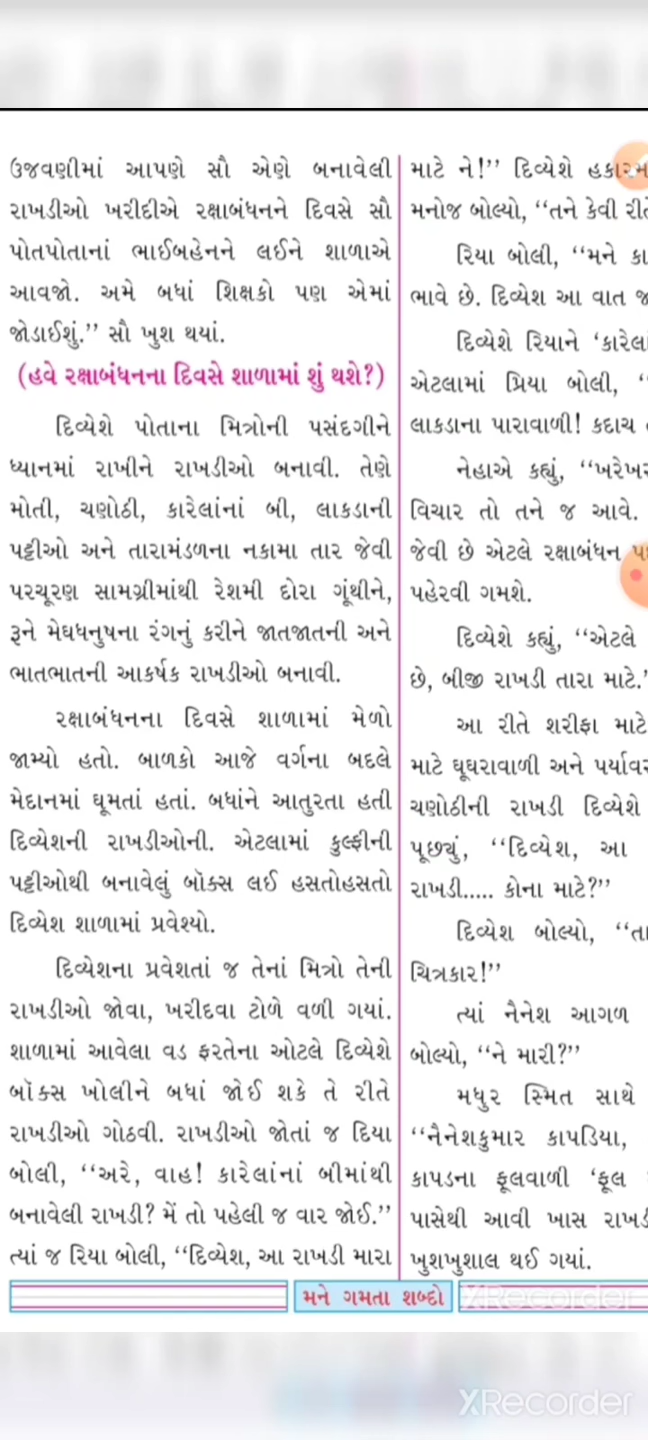 ઉજવણીમાં આપણે સૌ એણે બનાવેલી
રાખડીઓ ખરીદીએ રક્ષાબંધનને દિવસે સૌ
પોતપોતાનાં ભાઈબહેનને લઈને શાળાએ
આવજો. અમે બધાં શિક્ષકો પણ એમાં
જોડાઈશું.’’ સૌ ખુશ થયાં.
(હવે રક્ષાબંધનના દિવસે શાળામાં શું થશે?)
દિવ્યેશે પોતાના મિત્રોની પસંદગીને
ધ્યાનમાં રાખીને રાખડીઓ બનાવી. તેણે
મોતી, ચણોઠી, કારેલાંનાં બી, લાકડાની
પટ્ટીઓ અને તારામંડળના નકામા તાર જેવી
પરચૂરણ સામગ્રીમાંથી રેશમી દોરા ગૂંથીને,
રૂને મેઘધનુષના રંગનું કરીને જાતજાતની અને
ભાતભાતની આકર્ષક રાખડીઓ બનાવી.
રક્ષાબંધનના દિવસે શાળામાં મેળો
જામ્યો હતો. બાળકો આજે વર્ગના બદલે
મેદાનમાં ઘૂમતાં હતાં. બધાંને આતુરતા હતી
દિવ્યેશની રાખડીઓની. એટલામાં કુલ્ફીની
પટ્ટીઓથી બનાવેલું બૉક્સ લઈ હસતોહસતો
દિવ્યેશ શાળામાં પ્રવેશ્યો.
દિવ્યેશના પ્રવેશતાં જ તેનાં મિત્રો તેની
રાખડીઓ જોવા, ખરીદવા ટોળે વળી ગયાં.
શાળામાં આવેલા વડ ફરતેના ઓટલે દિવ્યેશે
બૉક્સ ખોલીને બધાં જોઈ શકે તે રીતે
રાખડીઓ ગોઠવી. રાખડીઓ જોતાં જ દિયા
બોલી, ‘‘અરે, વાહ! કારેલાંનાં બીમાંથી
બનાવેલી રાખડી? મેં તો પહેલી જ વાર જોઈ.’’
ત્યાં જ રિયા બોલી, ‘‘દિવ્યેશ, આ રાખડી મારા
માટે ને!’’ દિવ્યેશે
મનોજ બોલ્યો, ‘‘તને કેવી
રિયા બોલી, ‘‘મને
ભાવે છે. દિવ્યેશ આ વાત
દિવ્યેશે રિયાને
એટલામાં પ્રિયા બોલી, ‘‘
લાકડાના પારાવાળી! કદાચ
નેહાએ કહ્યું,
વિચાર તો તને જ આવે.
જેવી છે એટલે રક્ષાબંધન
પહેરવી ગમશે.
દિવ્યેશે કહ્યું, ‘‘એટલે
છે, બીજી રાખડી તારા માટે.’’
આ રીતે શરીફા માટે
માટે ઘૂઘરાવાળી અને
ચણોઠીની રાખડી દિવ્યેશે
પૂછ્યું, ‘‘દિવ્યેશ, આ
રાખડી..... કોના માટે?’’
દિવ્યેશ બોલ્યો,
ચિત્રકાર!’’
ત્યાં નૈનેશ આગળ
બોલ્યો, ‘‘ને મારી?’’
મધુર સ્મિત સાથે
‘‘નૈનેશકુમાર કાપડિયા,
કાપડના ફૂલવાળી ‘ફૂલ
પાસેથી આવી ખાસ
ખુશખુશાલ થઈ ગયાં.
મને ગમતા શબ્દો
XRecorder
XRecorder